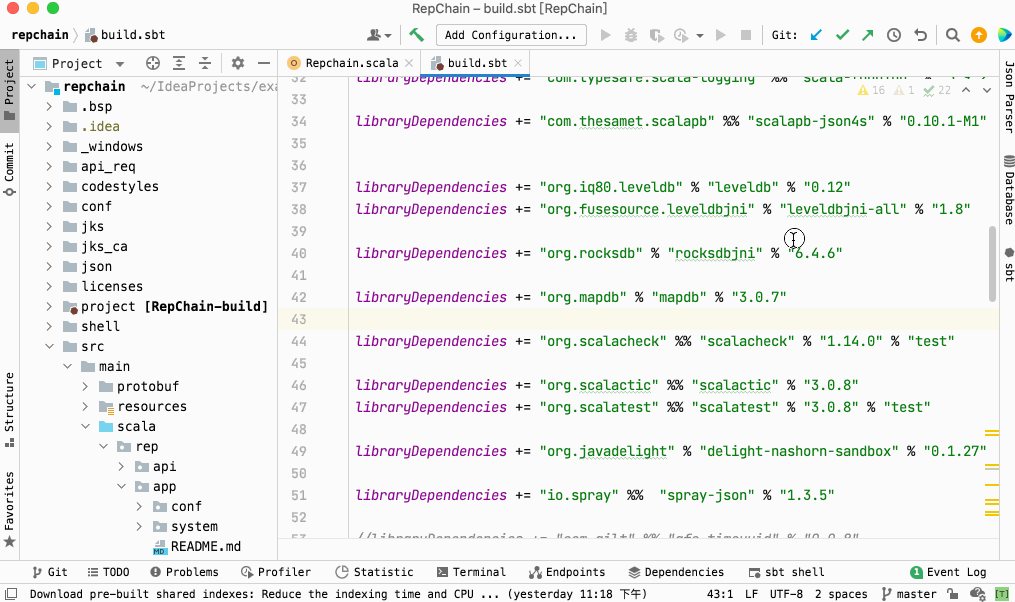 RepChain – build.sbt [RepChain]
repchain build.sbt Add Configuration... Git:
Project Repchain.scala build.sbt
Project
Commit
Structure
Favorites
repchain ~/IdeaProjects/exa
.bsp
.idea
_windows
api_req
codestyles
conf
jks
jks_ca
json
licenses
project [RepChain-build]
shell
src
main
protobuf
resources
scala
rep
api
app
conf
system
README.md
16 1 22
32 libraryDependencies += "com.typesafe.scala-logging" %%
33
34 libraryDependencies += "com.thesamet.scalapb" %% "scalapb-json4s" % "0.10.1-M1"
35
36
37 libraryDependencies += "org.iq80.leveldb" % "leveldb" % "0.12"
38 libraryDependencies += "org.fusesource.leveldbjni" % "leveldbjni-all" % "1.8"
39
40 libraryDependencies += "org.rocksdb" % "rocksdbjni" % "6.4.6"
41
42 libraryDependencies += "org.mapdb" % "mapdb" % "3.0.7"
43
44 libraryDependencies += "org.scalacheck" %% "scalacheck" % "1.14.0" % "test"
45
46 libraryDependencies += "org.scalactic" %% "scalactic" % "3.0.8"
47 libraryDependencies += "org.scalatest" %% "scalatest" % "3.0.8" % "test"
48
49 libraryDependencies += "org.javadelight" % "delight-nashorn-sandbox" % "0.1.27"
50
51 libraryDependencies += "io.spray" %%  "spray-json" % "1.3.5"
52
53
Json Parser
Database
sbt
Git TODO Problems Profiler Statistic Terminal Endpoints Dependencies sbt shell 1 Event Log
Download pre-built shared indexes: Reduce the indexing time and CPU ... (yesterday 11:18 下午) 43:1 LF UTF-8 2 spaces master [T]